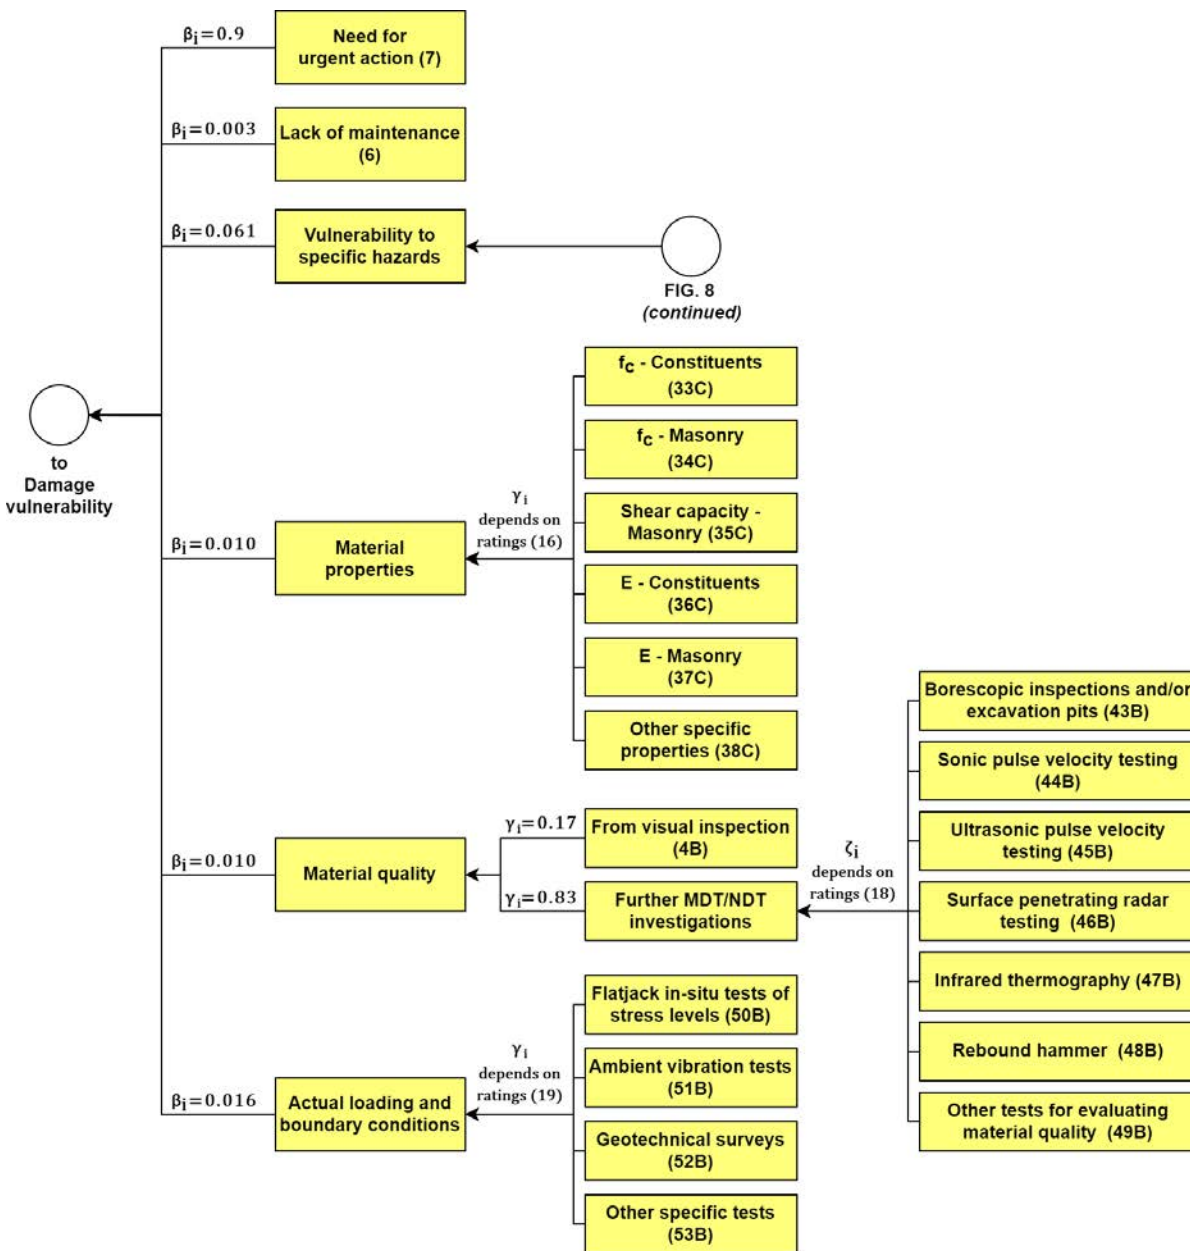 βi=0.9
Need for
urgent action (7)
βi=0.003
Lack of maintenance
(6)
βi=0.061
Vulnerability to
specific hazards
FIG. 8
(continued)
to
Damage
vulnerability
βi=0.010
Material
properties
γi
depends on
ratings (16)
fc - Constituents
(33C)
fc - Masonry
(34C)
Shear capacity -
Masonry (35C)
E - Constituents
(36C)
E - Masonry
(37C)
Other specific
properties (38C)
βi=0.010
Material quality
γi=0.17
From visual inspection
(4B)
γi=0.83
Further MDT/NDT
investigations
ζi
depends on
ratings (18)
Borescopic inspections and/or
excavation pits (43B)
Sonic pulse velocity testing
(44B)
Ultrasonic pulse velocity
testing (45B)
Surface penetrating radar
testing (46B)
Infrared thermography (47B)
Rebound hammer (48B)
Other tests for evaluating
material quality (49B)
βi=0.016
Actual loading and
boundary conditions
γi
depends on
ratings (19)
Flatjack in-situ tests of
stress levels (50B)
Ambient vibration tests
(51B)
Geotechnical surveys
(52B)
Other specific tests
(53B)